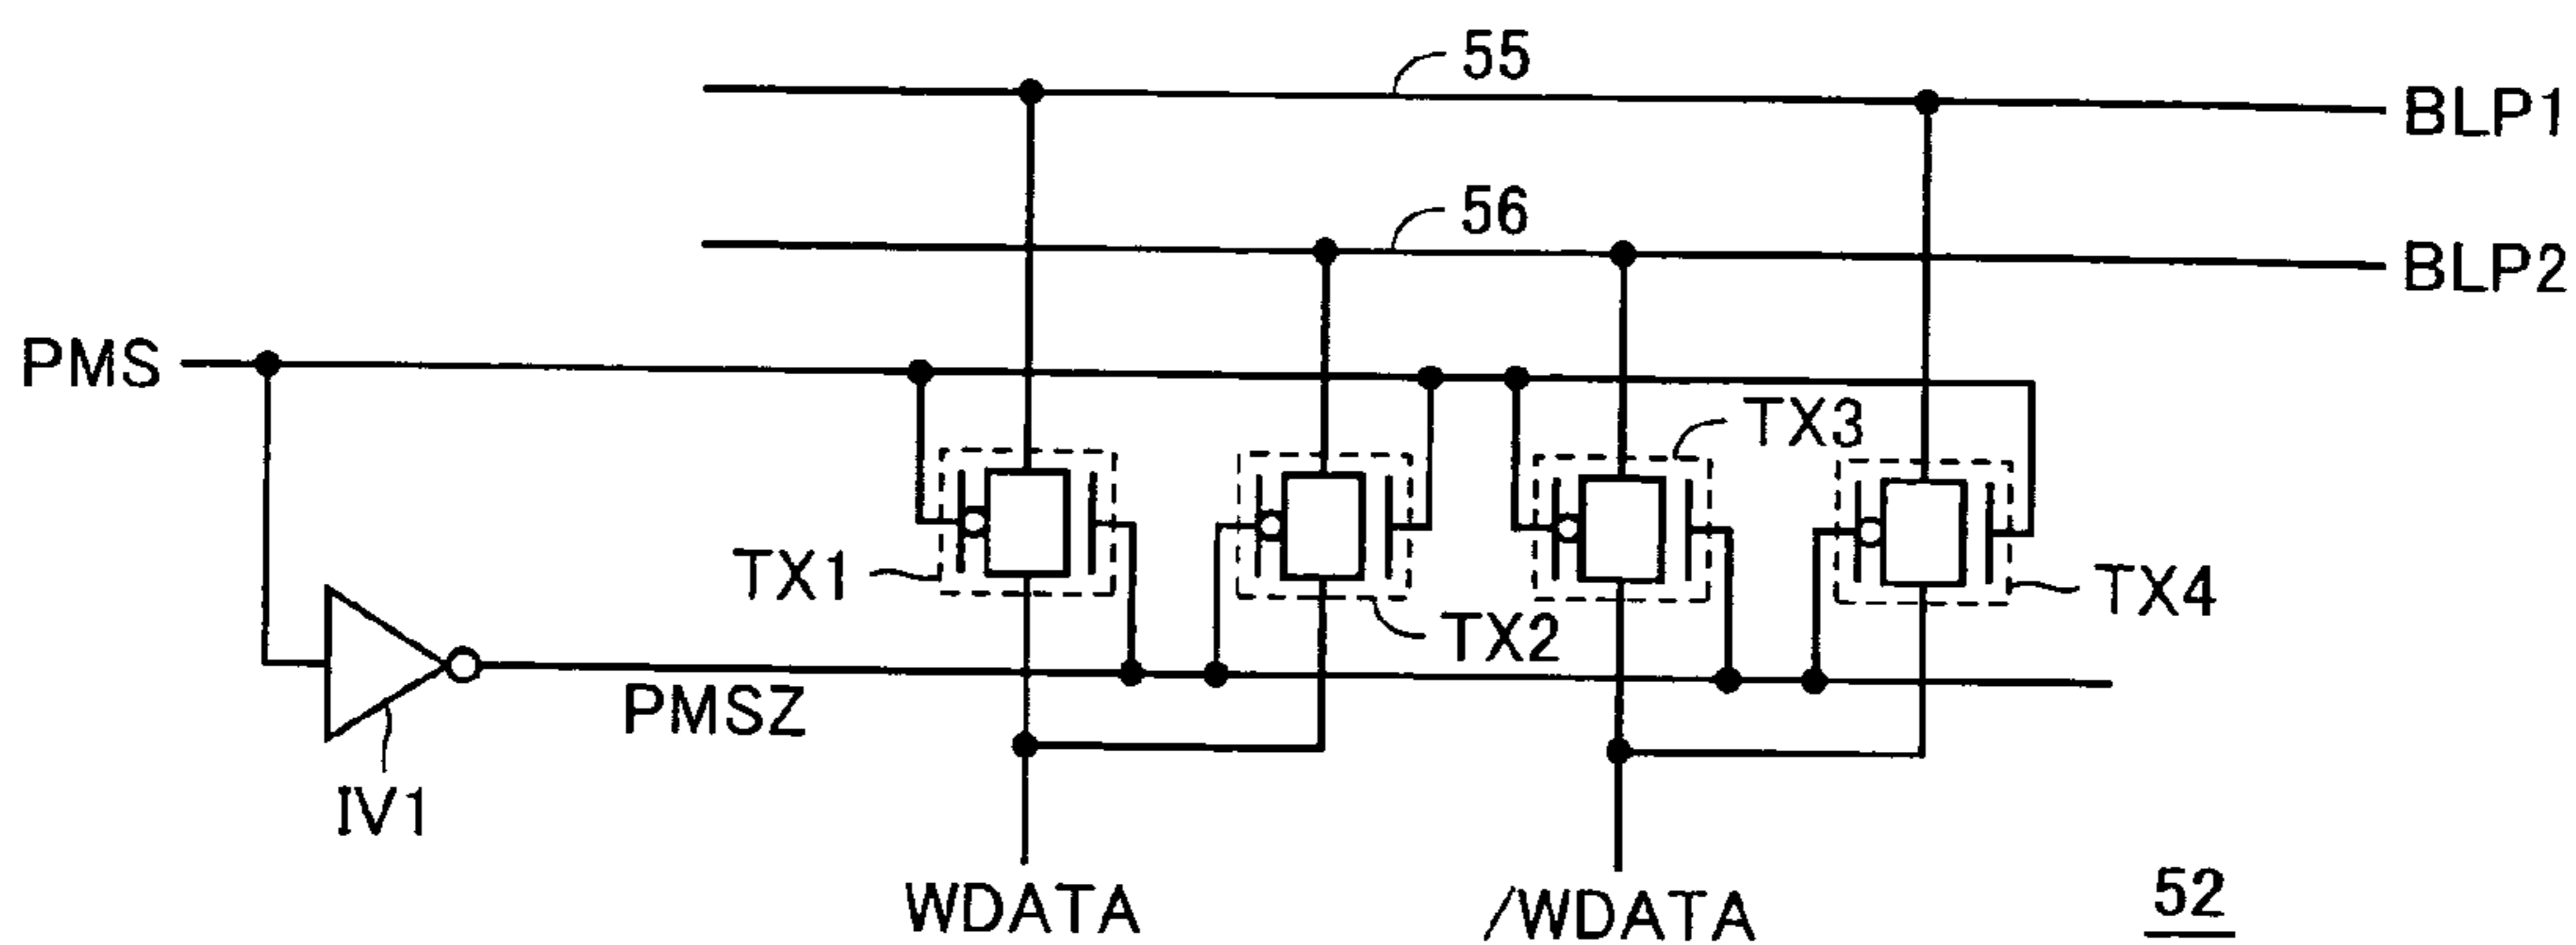 55
BLP1
56
BLP2
PMS
TX3
TX1
TX4
TX2
PMSZ
IV1
WDATA
/WDATA
52